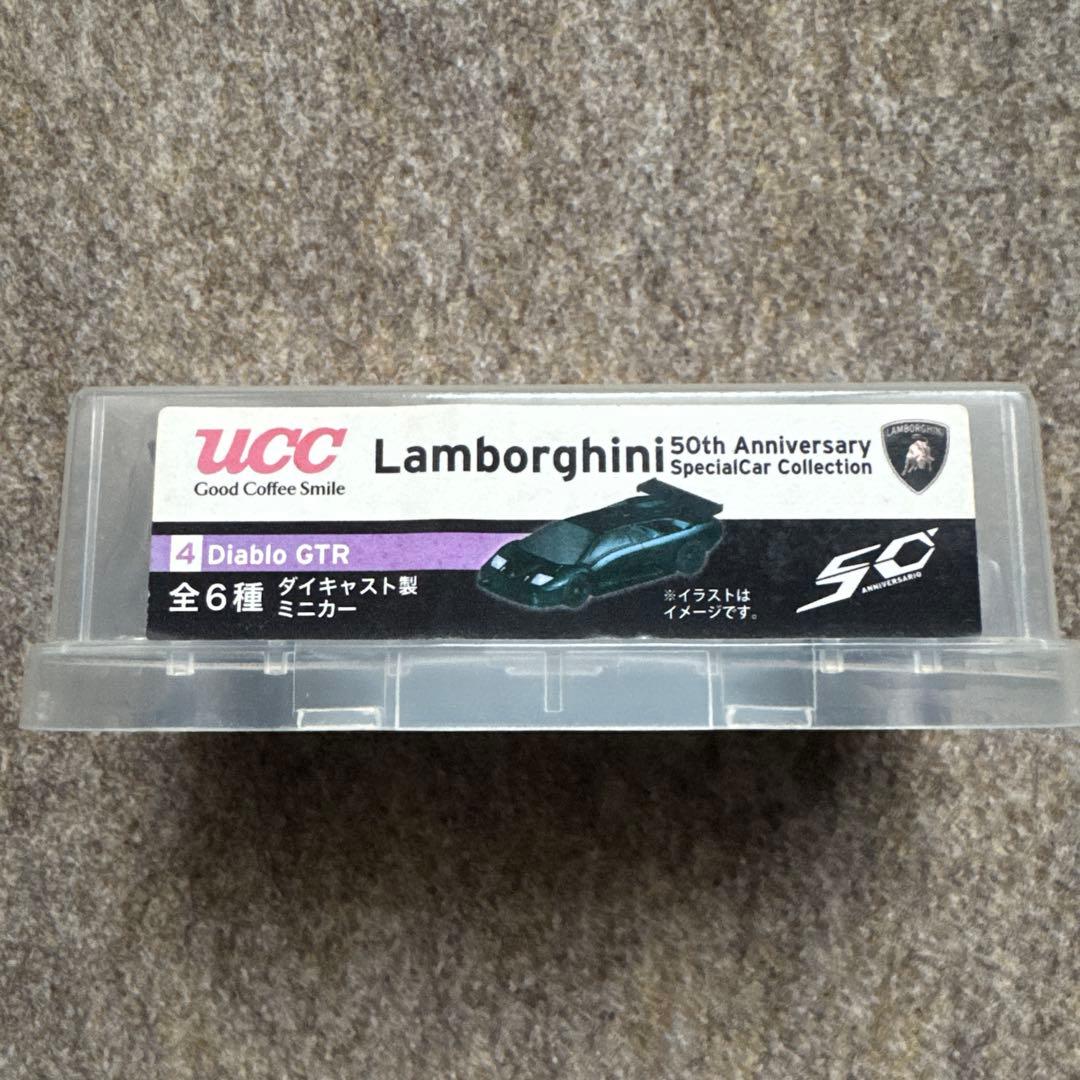 UCC
Good Coffee Smile
Lamborghini
50th Anniversary
SpecialCar Collection
LAMBORGHINI
4 Diablo GTR
全6種
ダイキャスト製
ミニカー
※イラストは
イメージです。
50
ANNIVERSARIO